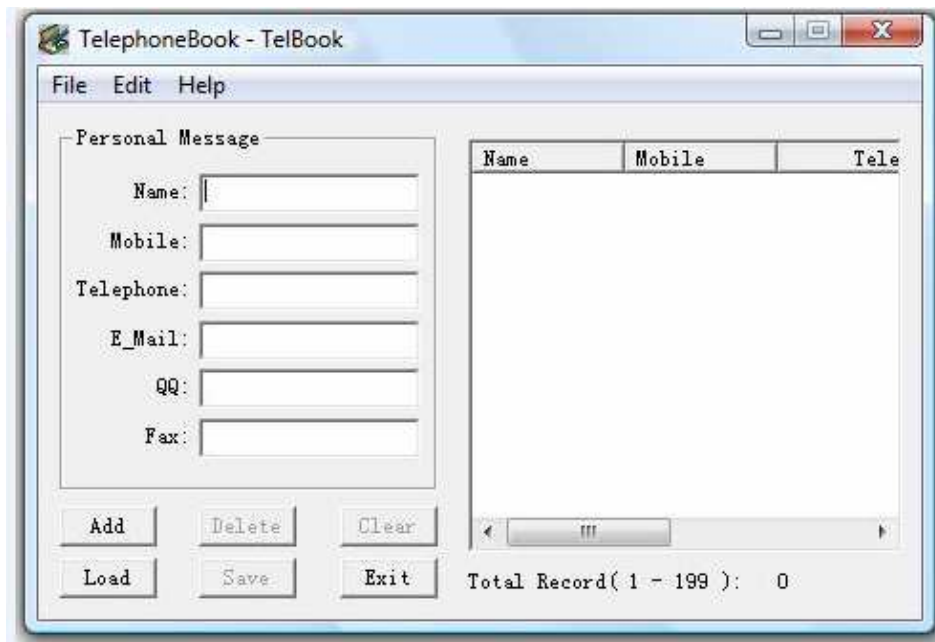 TelephoneBook - TelBook
File Edit Help
Personal Message
Name:
Mobile:
Telephone:
E_Mail:
QQ:
Fax:
Add Delete Clear
Load Save Exit
Name Mobile Tele
Total Record( 1 - 199 ): 0